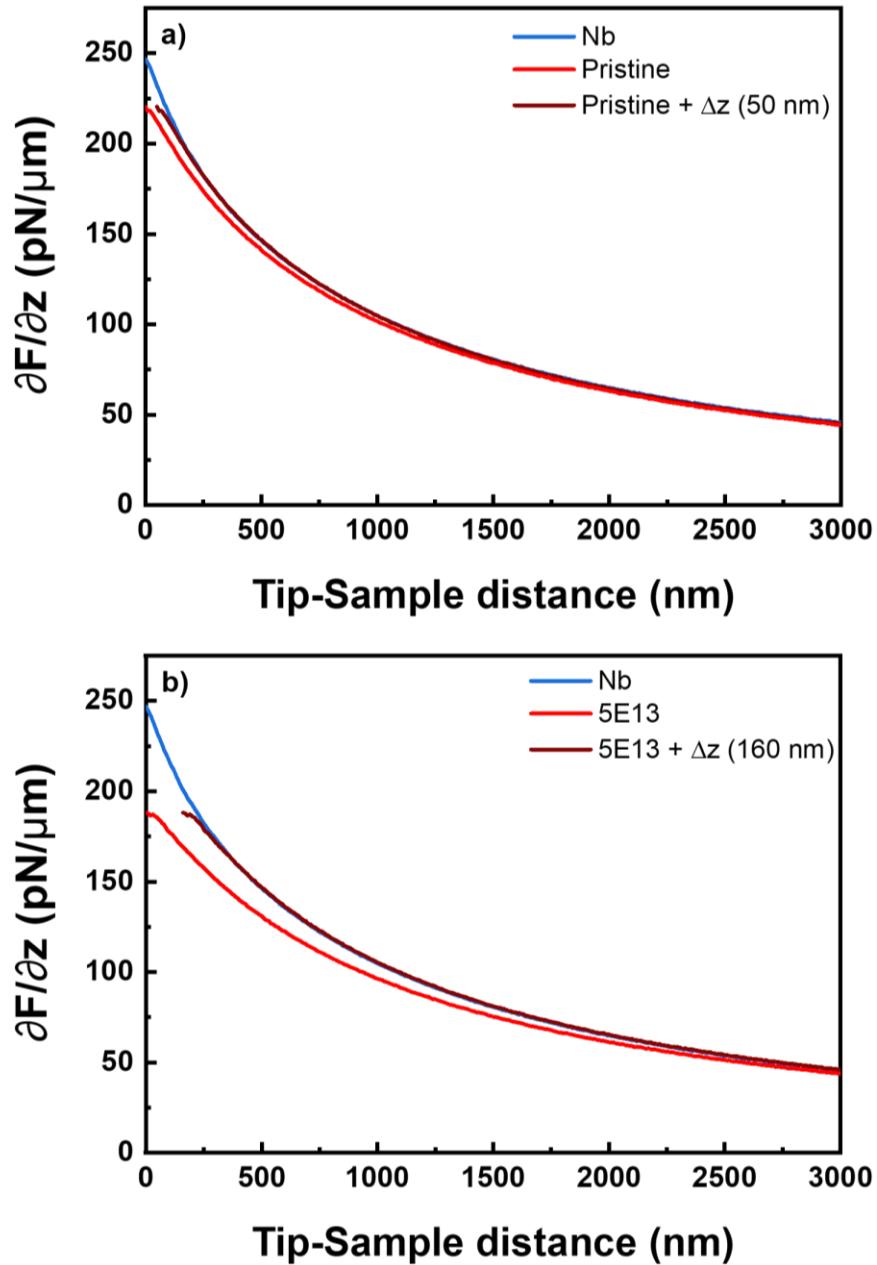 a)
Nb
Pristine
Pristine + Δz (50 nm)
250
200
150
100
50
0
∂F/∂z (pN/μm)
0 500 1000 1500 2000 2500 3000
Tip-Sample distance (nm)
b)
Nb
5E13
5E13 + Δz (160 nm)
250
200
150
100
50
0
∂F/∂z (pN/μm)
0 500 1000 1500 2000 2500 3000
Tip-Sample distance (nm)